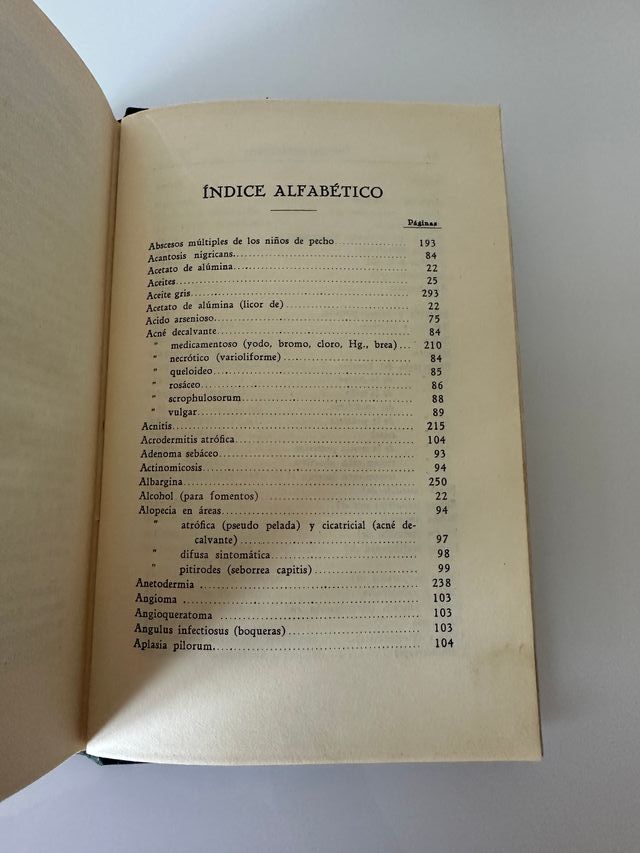 ÍNDICE ALFABÉTICO
Páginas
Abscesos múltiples de los niños de pecho 193
Acantosis nigricans 84
Acetato de alúmina 22
Aceites 25
Aceite gris 293
Acetato de alúmina (licor de) 22
Acido arsenioso 75
Acné decalvante 84
" medicamentoso (yodo, bromo, cloro, Hg., brea) 210
" necrótico (varioliforme) 84
" queloideo 85
" rosáceo 86
" scrophulosorum 88
" vulgar 89
Acnitis 215
Acrodermitis atrófica 104
Adenoma sebáceo 93
Actinomicosis 94
Albargina 250
Alcohol (para fomentos) 22
Alopecia en áreas 94
" atrófica (pseudo pelada) y cicatricial (acné de-
calvante) 97
" difusa sintomática 98
" pitirodes (seborrea capitis) 99
Anetodermia 238
Angioma 103
Angioqueratoma 103
Angulus infectiosus (boqueras) 103
Aplasia pilorum 104